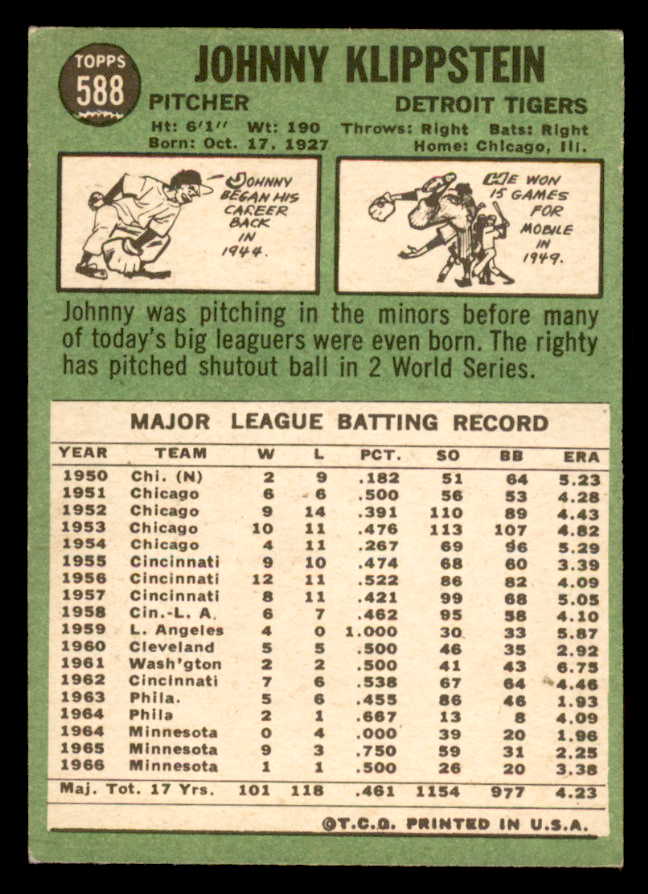 TOPPS
588
JOHNNY KLIPPSTEIN
PITCHER DETROIT TIGERS
Ht: 6'1" Wt: 190 Throws: Right Bats: Right
Born: Oct. 17, 1927 Home: Chicago, Ill.
JOHNNY
BEGAN HIS
CAREER
BACK
IN
1944.
HE WON
15 GAMES
FOR
MOBILE
IN
1949.
Johnny was pitching in the minors before many
of today's big leaguers were even born. The righty
has pitched shutout ball in 2 World Series.
MAJOR LEAGUE BATTING RECORD
YEAR TEAM W L PCT. SO BB ERA
1950 Chi. (N) 2 9 .182 51 64 5.23
1951 Chicago 6 6 .500 56 53 4.28
1952 Chicago 9 14 .391 110 89 4.43
1953 Chicago 10 11 .476 113 107 4.82
1954 Chicago 4 11 .267 69 96 5.29
1955 Cincinnati 9 10 .474 68 60 3.39
1956 Cincinnati 12 11 .522 86 82 4.09
1957 Cincinnati 8 11 .421 99 68 5.05
1958 Cin.-L. A. 6 7 .462 95 58 4.10
1959 L. Angeles 4 0 1.000 30 33 5.87
1960 Cleveland 5 5 .500 46 35 2.92
1961 Wash'gton 2 2 .500 41 43 6.75
1962 Cincinnati 7 6 .538 67 64 4.46
1963 Phila. 5 6 .455 86 46 1.93
1964 Phila 2 1 .667 13 8 4.09
1964 Minnesota 0 4 .000 39 20 1.96
1965 Minnesota 9 3 .750 59 31 2.25
1966 Minnesota 1 1 .500 26 20 3.38
Maj. Tot. 17 Yrs. 101 118 .461 1154 977 4.23
©T.C.G. PRINTED IN U.S.A.